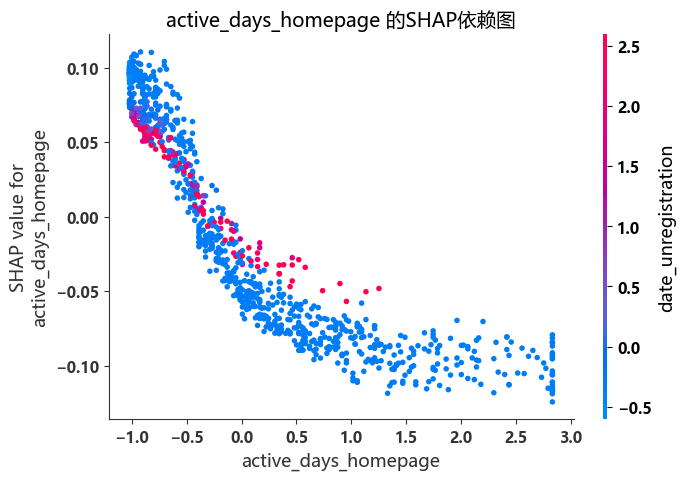 active_days_homepage 的SHAP依赖图
0.10
0.05
0.00
−0.05
−0.10
SHAP value for
active_days_homepage
−1.0 −0.5 0.0 0.5 1.0 1.5 2.0 2.5 3.0
active_days_homepage
2.5
2.0
1.5
1.0
0.5
0.0
−0.5
date_unregistration